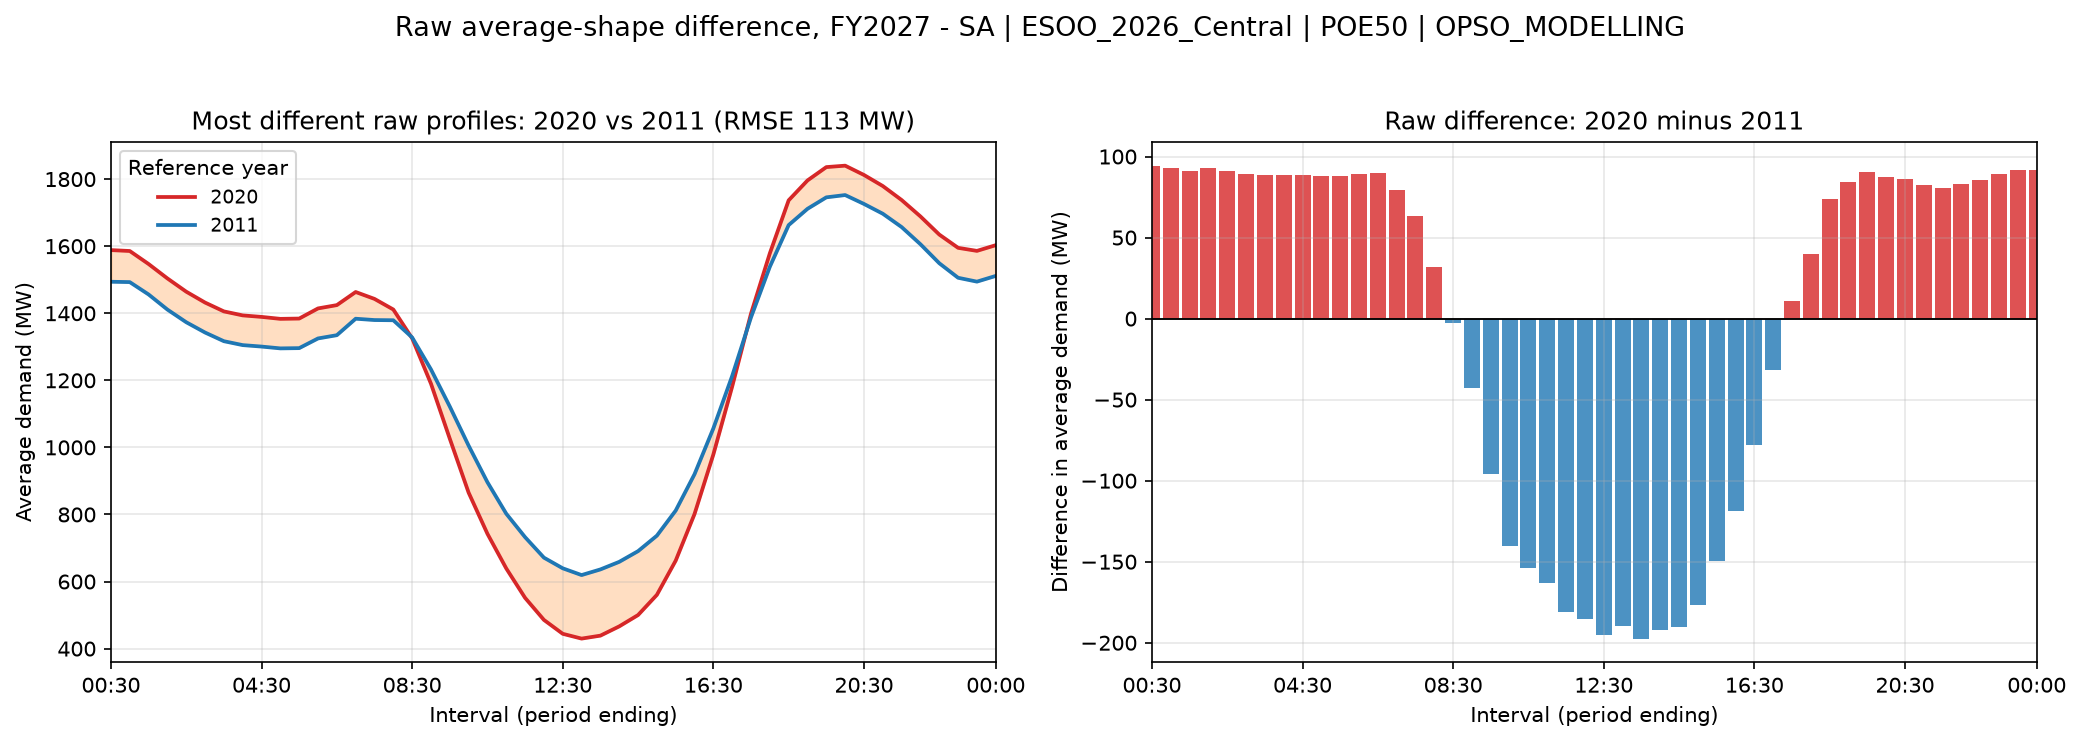 Raw average-shape difference, FY2027 - SA | ESOO_2026_Central | POE50 | OPSO_MODELLING
Most different raw profiles: 2020 vs 2011 (RMSE 113 MW)
Average demand (MW)
1800
1600
1400
1200
1000
800
600
400
Reference year
2020
2011
00:30 04:30 08:30 12:30 16:30 20:30 00:00
Interval (period ending)
Raw difference: 2020 minus 2011
Difference in average demand (MW)
100
50
0
−50
−100
−150
−200
00:30 04:30 08:30 12:30 16:30 20:30 00:00
Interval (period ending)